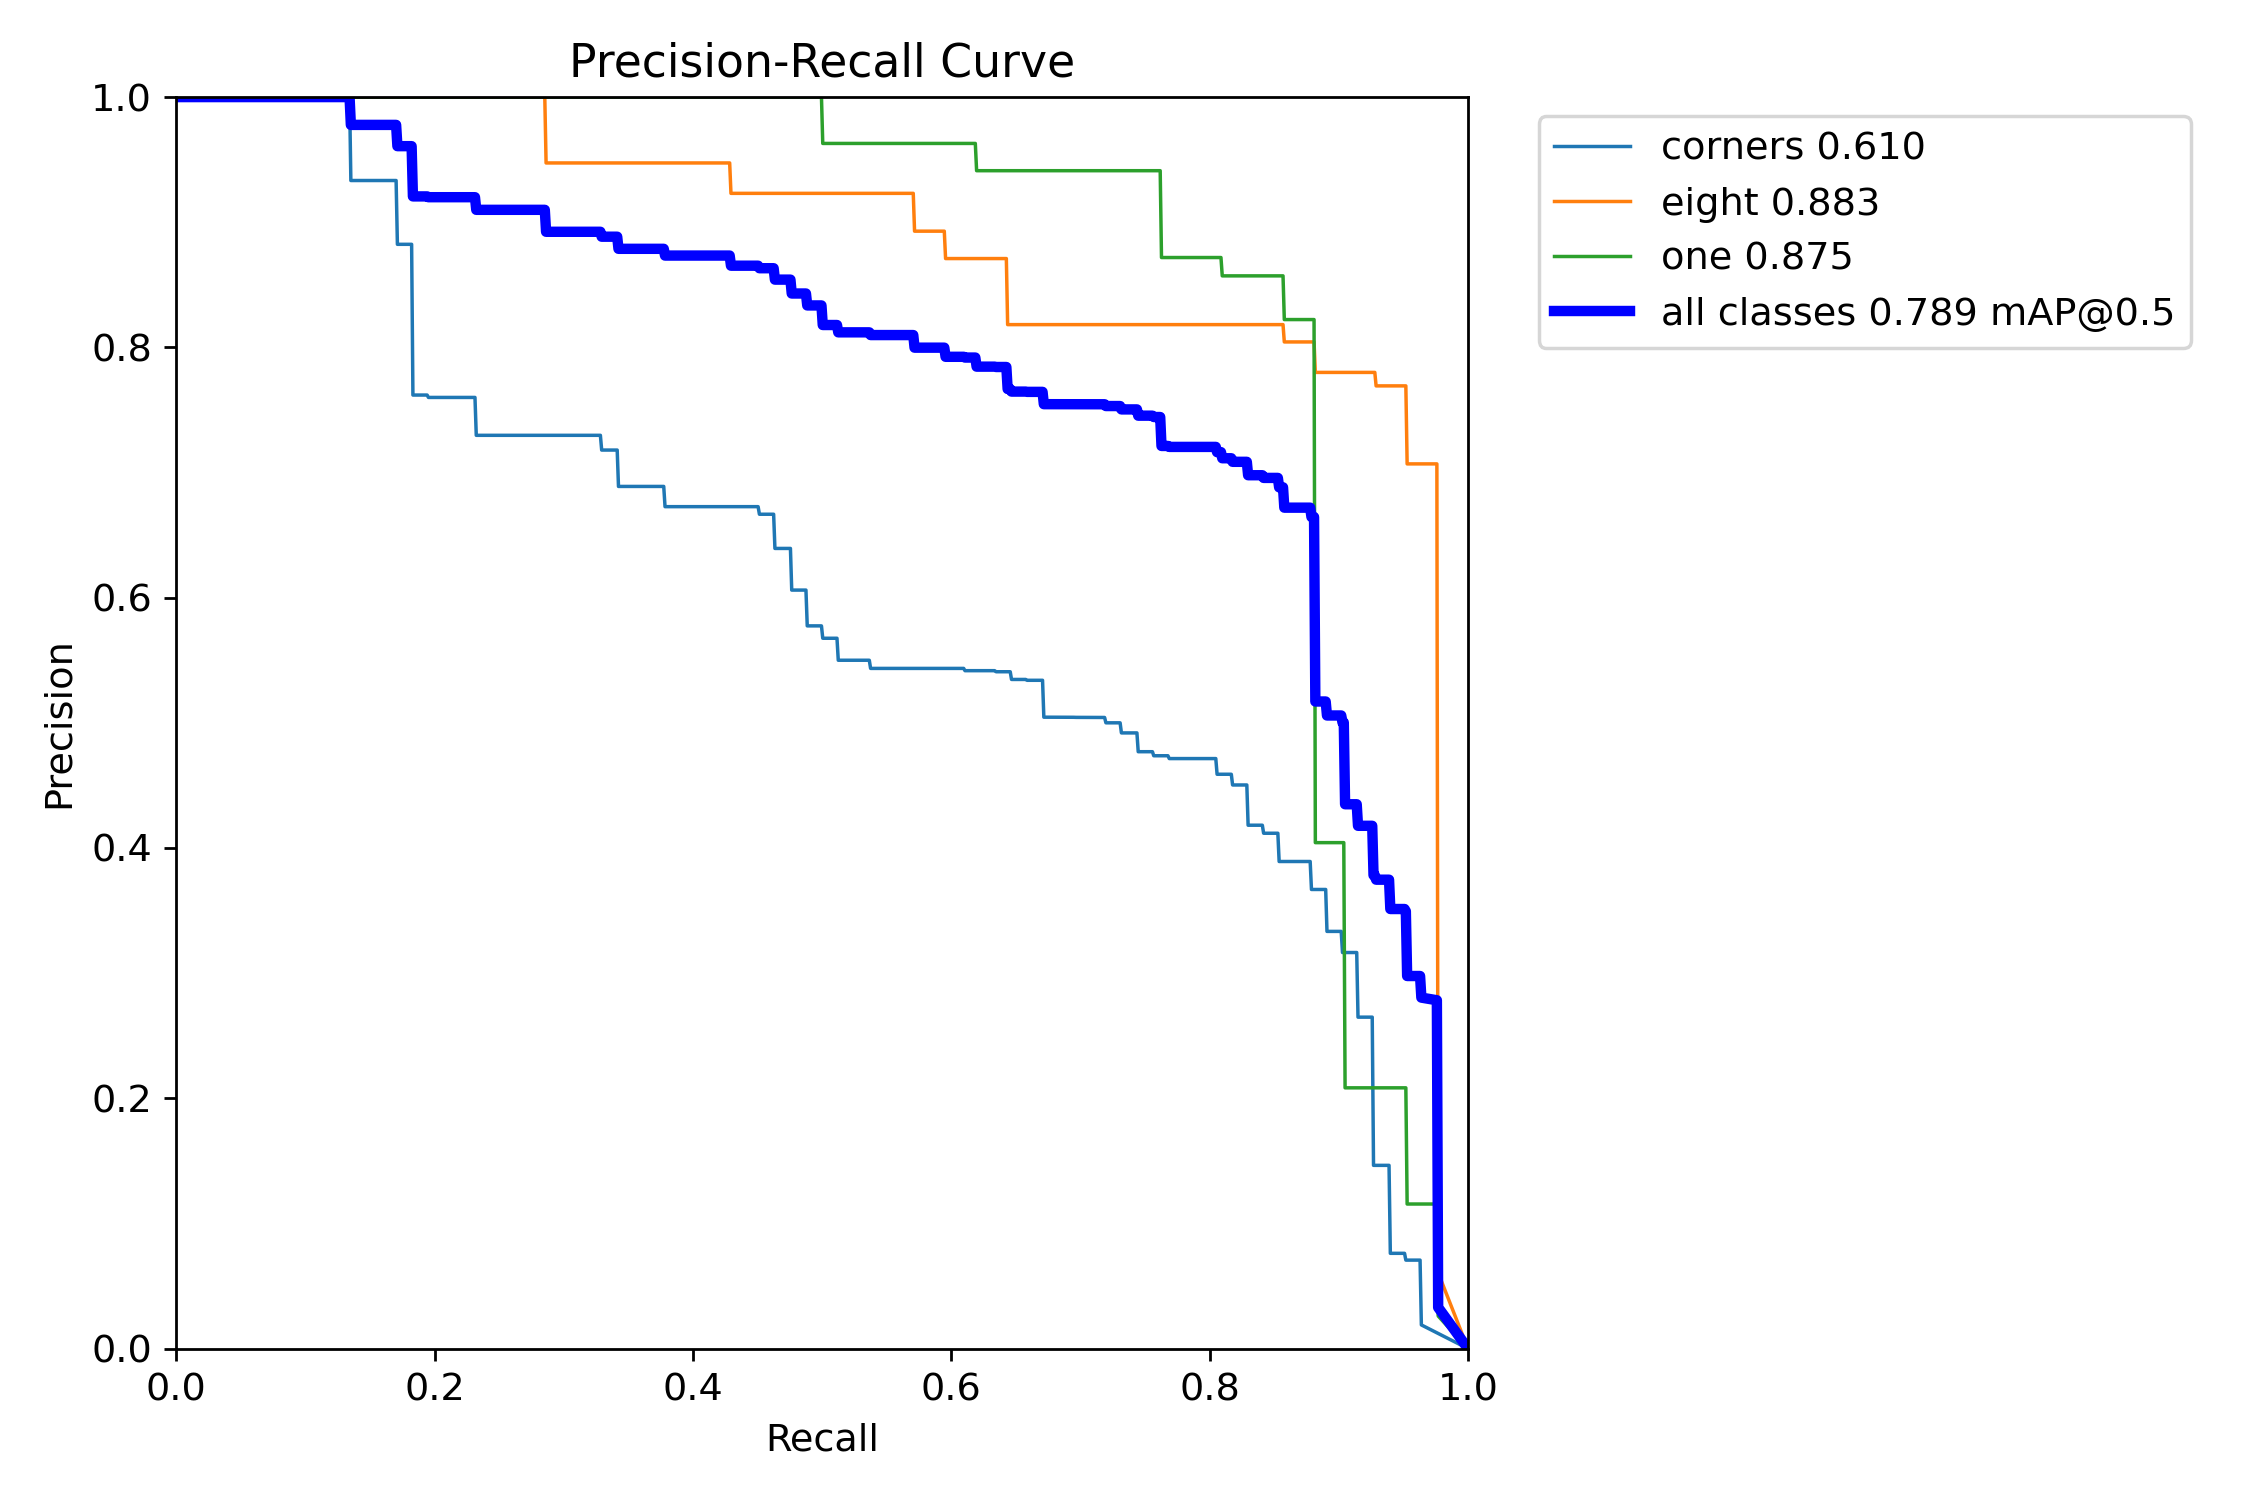 Precision-Recall Curve
1.0
0.8
0.6
0.4
0.2
0.0
Precision
0.0 0.2 0.4 0.6 0.8 1.0
Recall
corners 0.610
eight 0.883
one 0.875
all classes 0.789 mAP@0.5